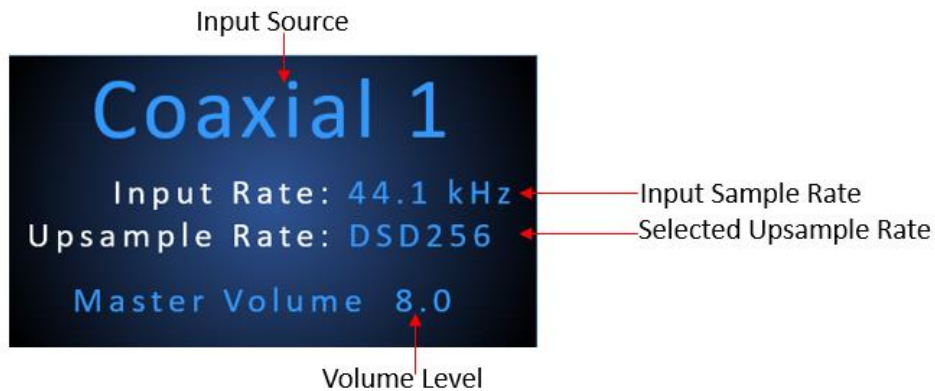 Input Source
Coaxial 1
Input Rate: 44.1 kHz
Input Sample Rate
Upsample Rate: DSD256
Selected Upsample Rate
Master Volume 8.0
Volume Level